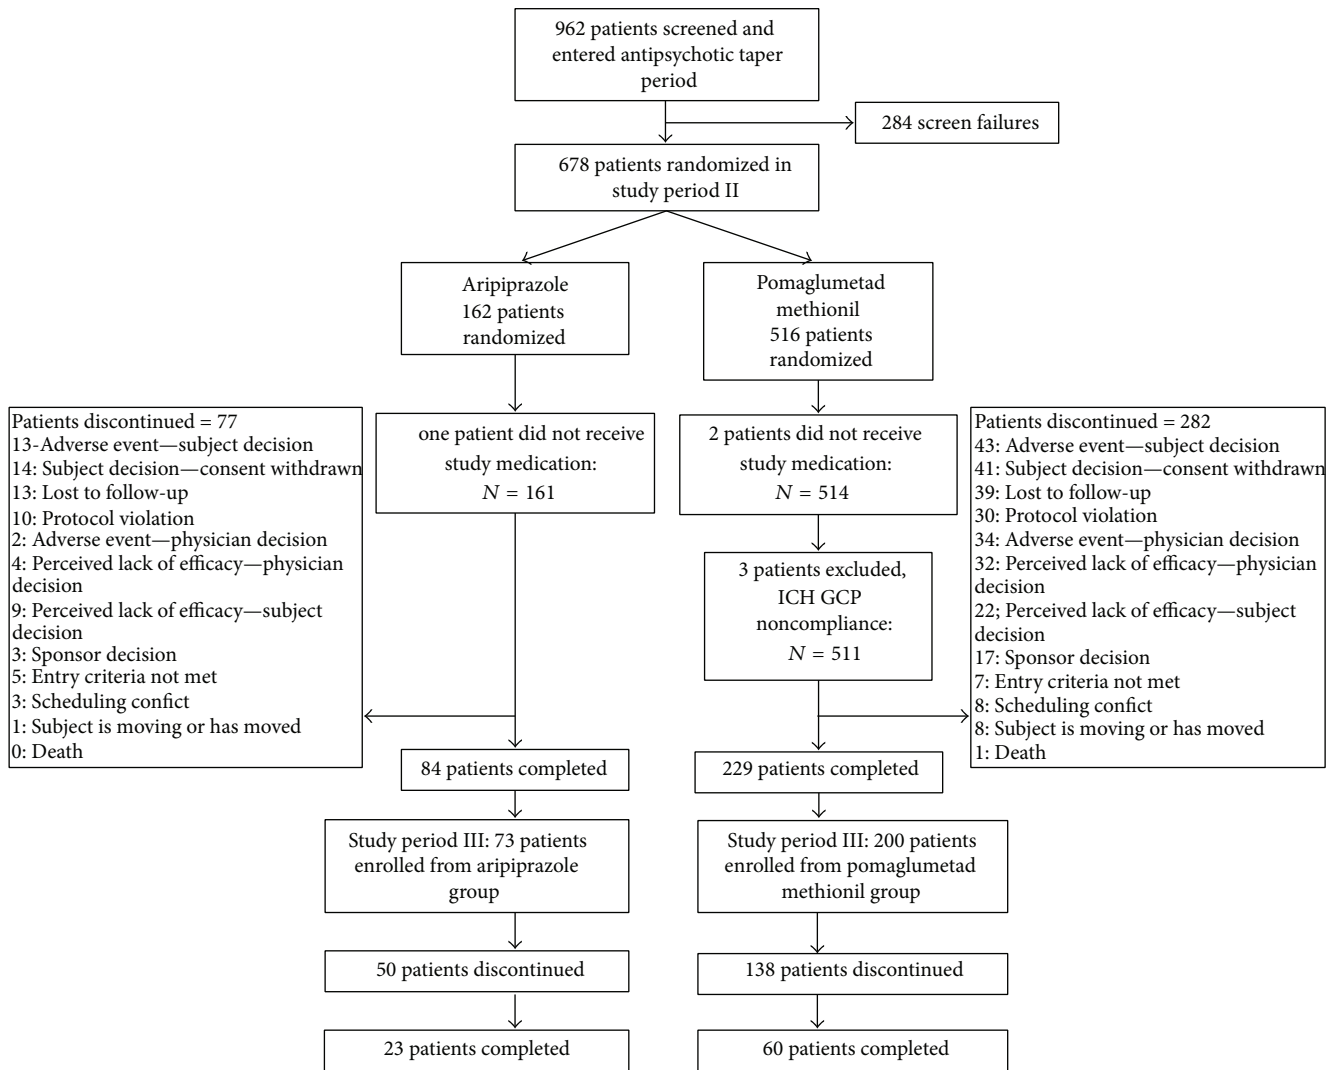 962 patients screened and
entered antipsychotic taper
period
284 screen failures
678 patients randomized in
study period II
Aripiprazole
162 patients
randomized
Pomaglumetad
methionil
516 patients
randomized
Patients discontinued = 77
13-Adverse event—subject decision
14: Subject decision—consent withdrawn
13: Lost to follow-up
10: Protocol violation
2: Adverse event—physician decision
4: Perceived lack of efficacy—physician
decision
9: Perceived lack of efficacy—subject
decision
3: Sponsor decision
5: Entry criteria not met
3: Scheduling confict
1: Subject is moving or has moved
0: Death
one patient did not receive
study medication:
N = 161
2 patients did not receive
study medication:
N = 514
3 patients excluded,
ICH GCP
noncompliance:
N = 511
Patients discontinued = 282
43: Adverse event—subject decision
41: Subject decision—consent withdrawn
39: Lost to follow-up
30: Protocol violation
34: Adverse event—physician decision
32: Perceived lack of efficacy—physician
decision
22; Perceived lack of efficacy—subject
decision
17: Sponsor decision
7: Entry criteria not met
8: Scheduling confict
8: Subject is moving or has moved
1: Death
84 patients completed
229 patients completed
Study period III: 73 patients
enrolled from aripiprazole
group
Study period III: 200 patients
enrolled from pomaglumetad
methionil group
50 patients discontinued
138 patients discontinued
23 patients completed
60 patients completed